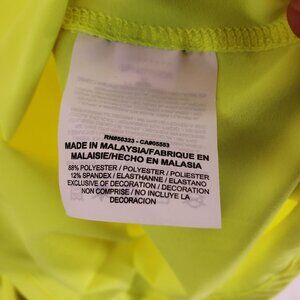 RN#56323 - CA#05553
MADE IN MALAYSIA/FABRIQUE EN
MALAISIE/HECHO EN MALASIA
88% POLYESTER / POLYESTER / POLIESTER
12% SPANDEX / ELASTHANNE / ELASTANO
EXCLUSIVE OF DECORATION / DECORATION
NON COMPRISE / NO INCLUYE LA
DECORACION